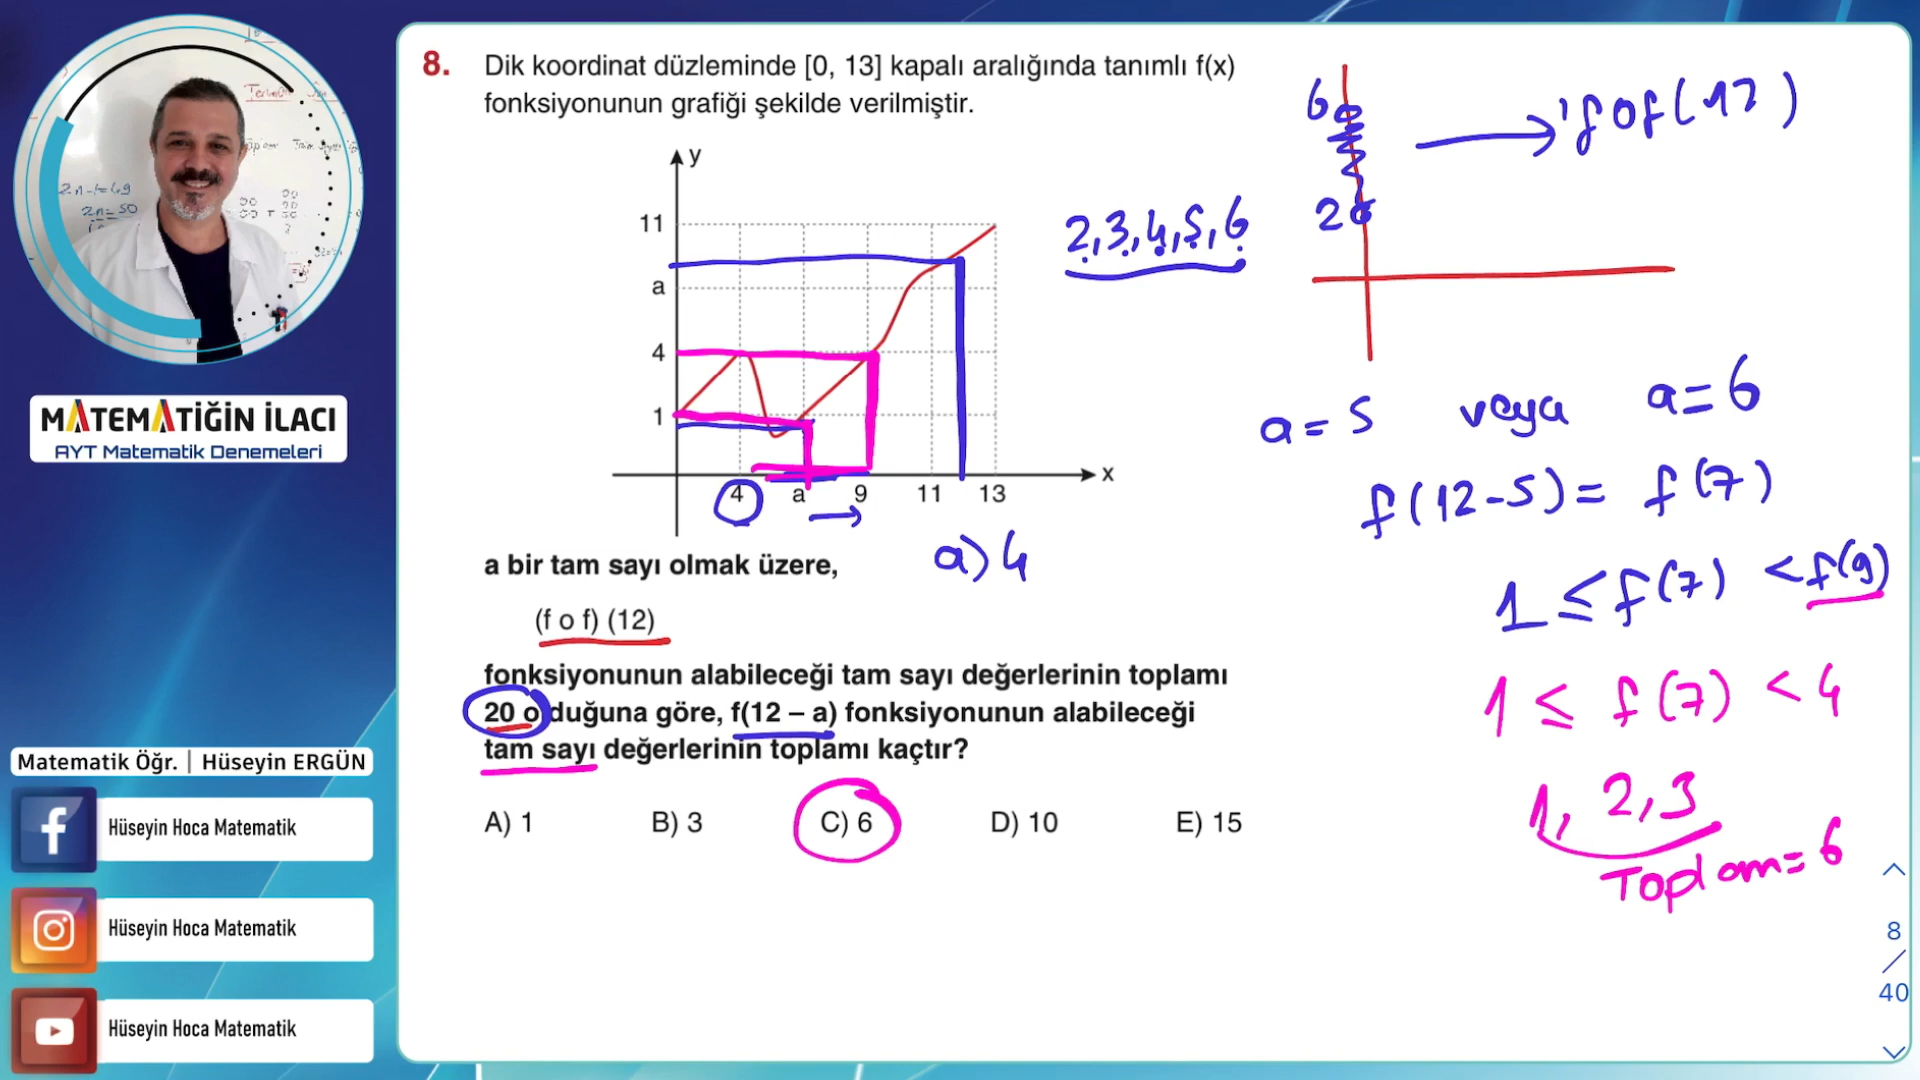 8. Dik koordinat düzleminde [0, 13] kapalı aralığında tanımlı f(x)
fonksiyonunun grafiği şekilde verilmiştir.
y
11
a
4
1
4 a 9 11 13 x
a bir tam sayı olmak üzere,
a>4
(f o f) (12)
fonksiyonunun alabileceği tam sayı değerlerinin toplamı
20 olduğuna göre, f(12 – a) fonksiyonunun alabileceği
tam sayı değerlerinin toplamı kaçtır?
A) 1 B) 3 C) 6 D) 10 E) 15
2,3,4,5,6
6
2
fof(12)
a=5 veya a=6
f(12-5)= f(7)
1 ≤ f(7) < f(9)
1 ≤ f(7) < 4
1, 2,3
Toplam=6
8
/
40
MATEMATİĞİN İLACI
AYT Matematik Denemeleri
Matematik Öğr. | Hüseyin ERGÜN
Hüseyin Hoca Matematik
Hüseyin Hoca Matematik
Hüseyin Hoca Matematik
2n=50